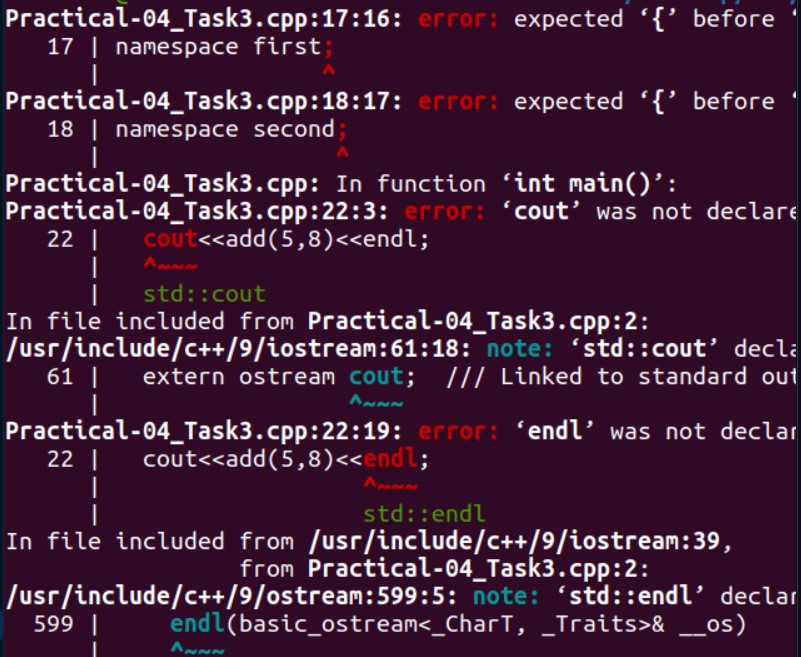 Practical-04_Task3.cpp:17:16: error: expected ‘{’ before ‘
17 | namespace first;
| ^
Practical-04_Task3.cpp:18:17: error: expected ‘{’ before ‘
18 | namespace second;
| ^
Practical-04_Task3.cpp: In function ‘int main()’:
Practical-04_Task3.cpp:22:3: error: ‘cout’ was not declare
22 | cout<<add(5,8)<<endl;
| ^~~~
| std::cout
In file included from Practical-04_Task3.cpp:2:
/usr/include/c++/9/iostream:61:18: note: ‘std::cout’ decla
61 | extern ostream cout; /// Linked to standard out
| ^~~~
Practical-04_Task3.cpp:22:19: error: ‘endl’ was not declar
22 | cout<<add(5,8)<<endl;
| ^~~~
| std::endl
In file included from /usr/include/c++/9/iostream:39,
from Practical-04_Task3.cpp:2:
/usr/include/c++/9/ostream:599:5: note: ‘std::endl’ declar
599 | endl(basic_ostream<_CharT, _Traits>& __os)
| ^~~~